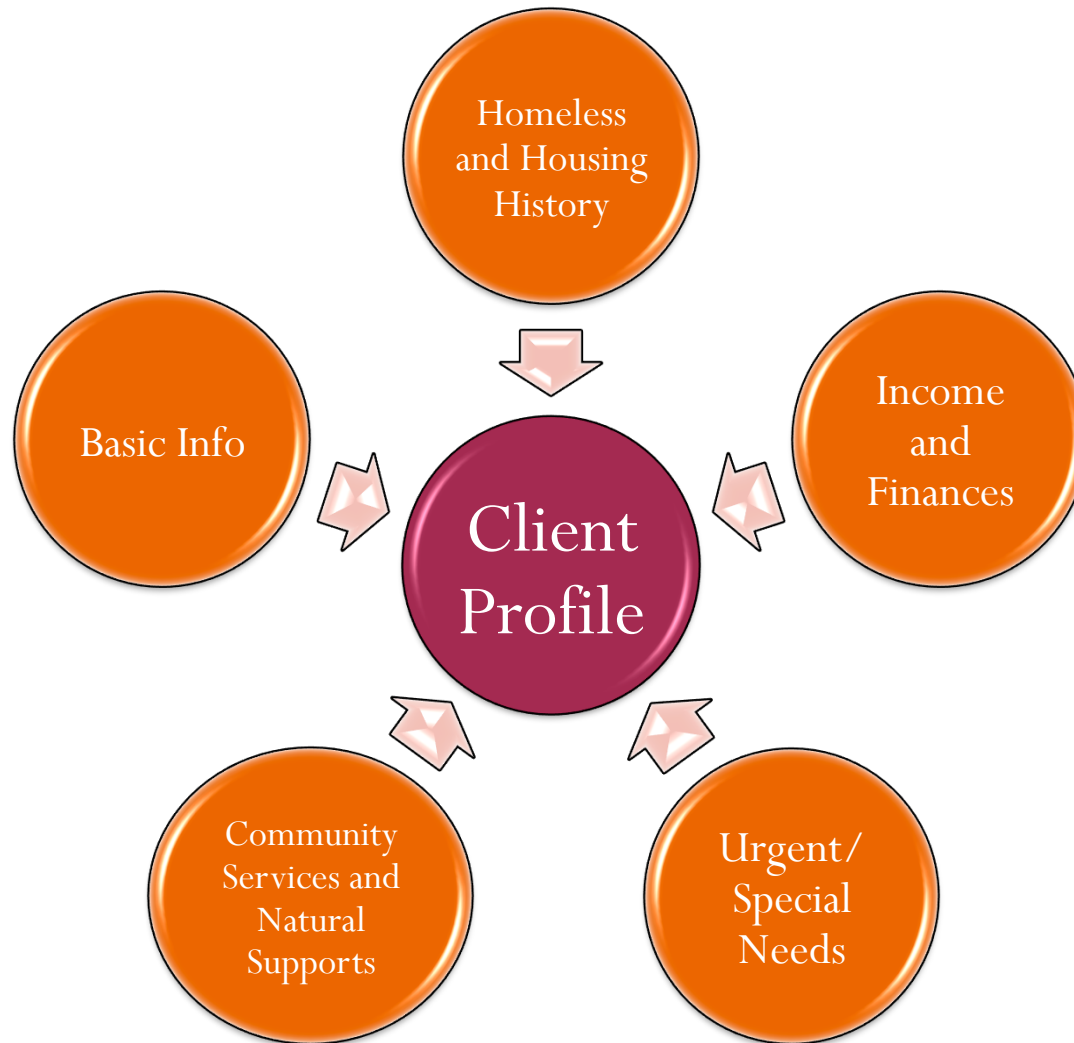 Homeless
and Housing
History
Basic Info
Income
and
Finances
Client
Profile
Community
Services and
Natural
Supports
Urgent/
Special
Needs